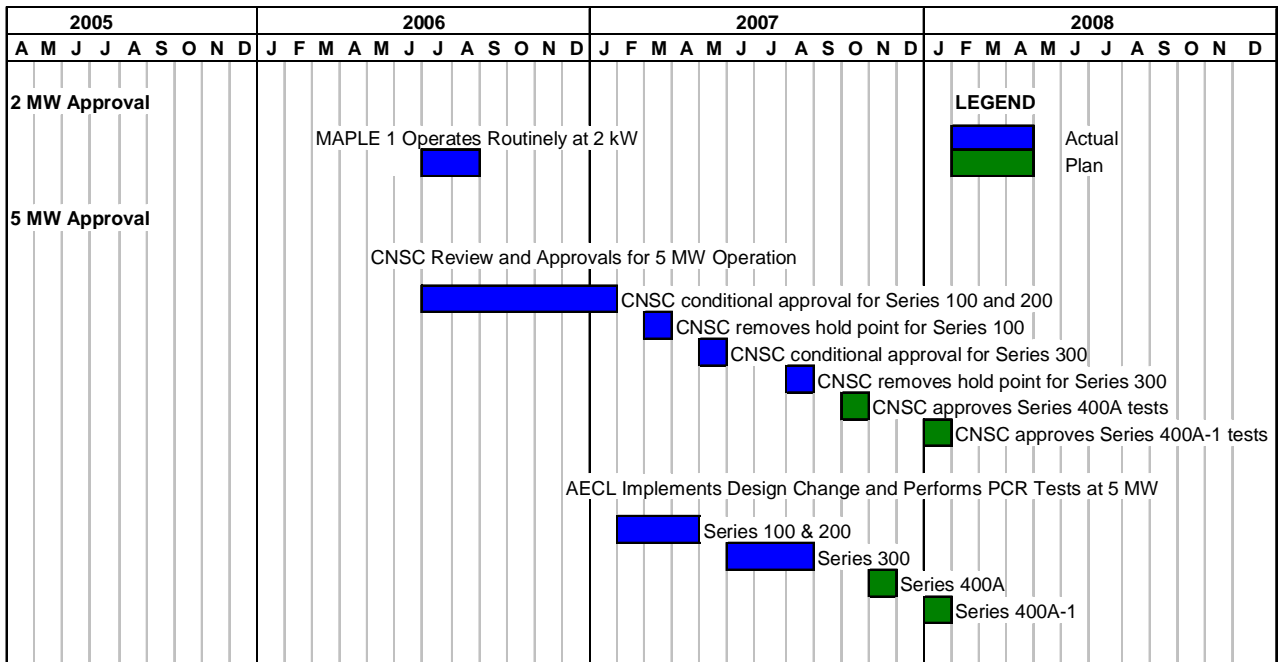 2005 2006 2007 2008
A M J J A S O N D J F M A M J J A S O N D J F M A M J J A S O N D J F M A M J J A S O N D
2 MW Approval
LEGEND
MAPLE 1 Operates Routinely at 2 kW
Actual
Plan
5 MW Approval
CNSC Review and Approvals for 5 MW Operation
CNSC conditional approval for Series 100 and 200
CNSC removes hold point for Series 100
CNSC conditional approval for Series 300
CNSC removes hold point for Series 300
CNSC approves Series 400A tests
CNSC approves Series 400A-1 tests
AECL Implements Design Change and Performs PCR Tests at 5 MW
Series 100 & 200
Series 300
Series 400A
Series 400A-1